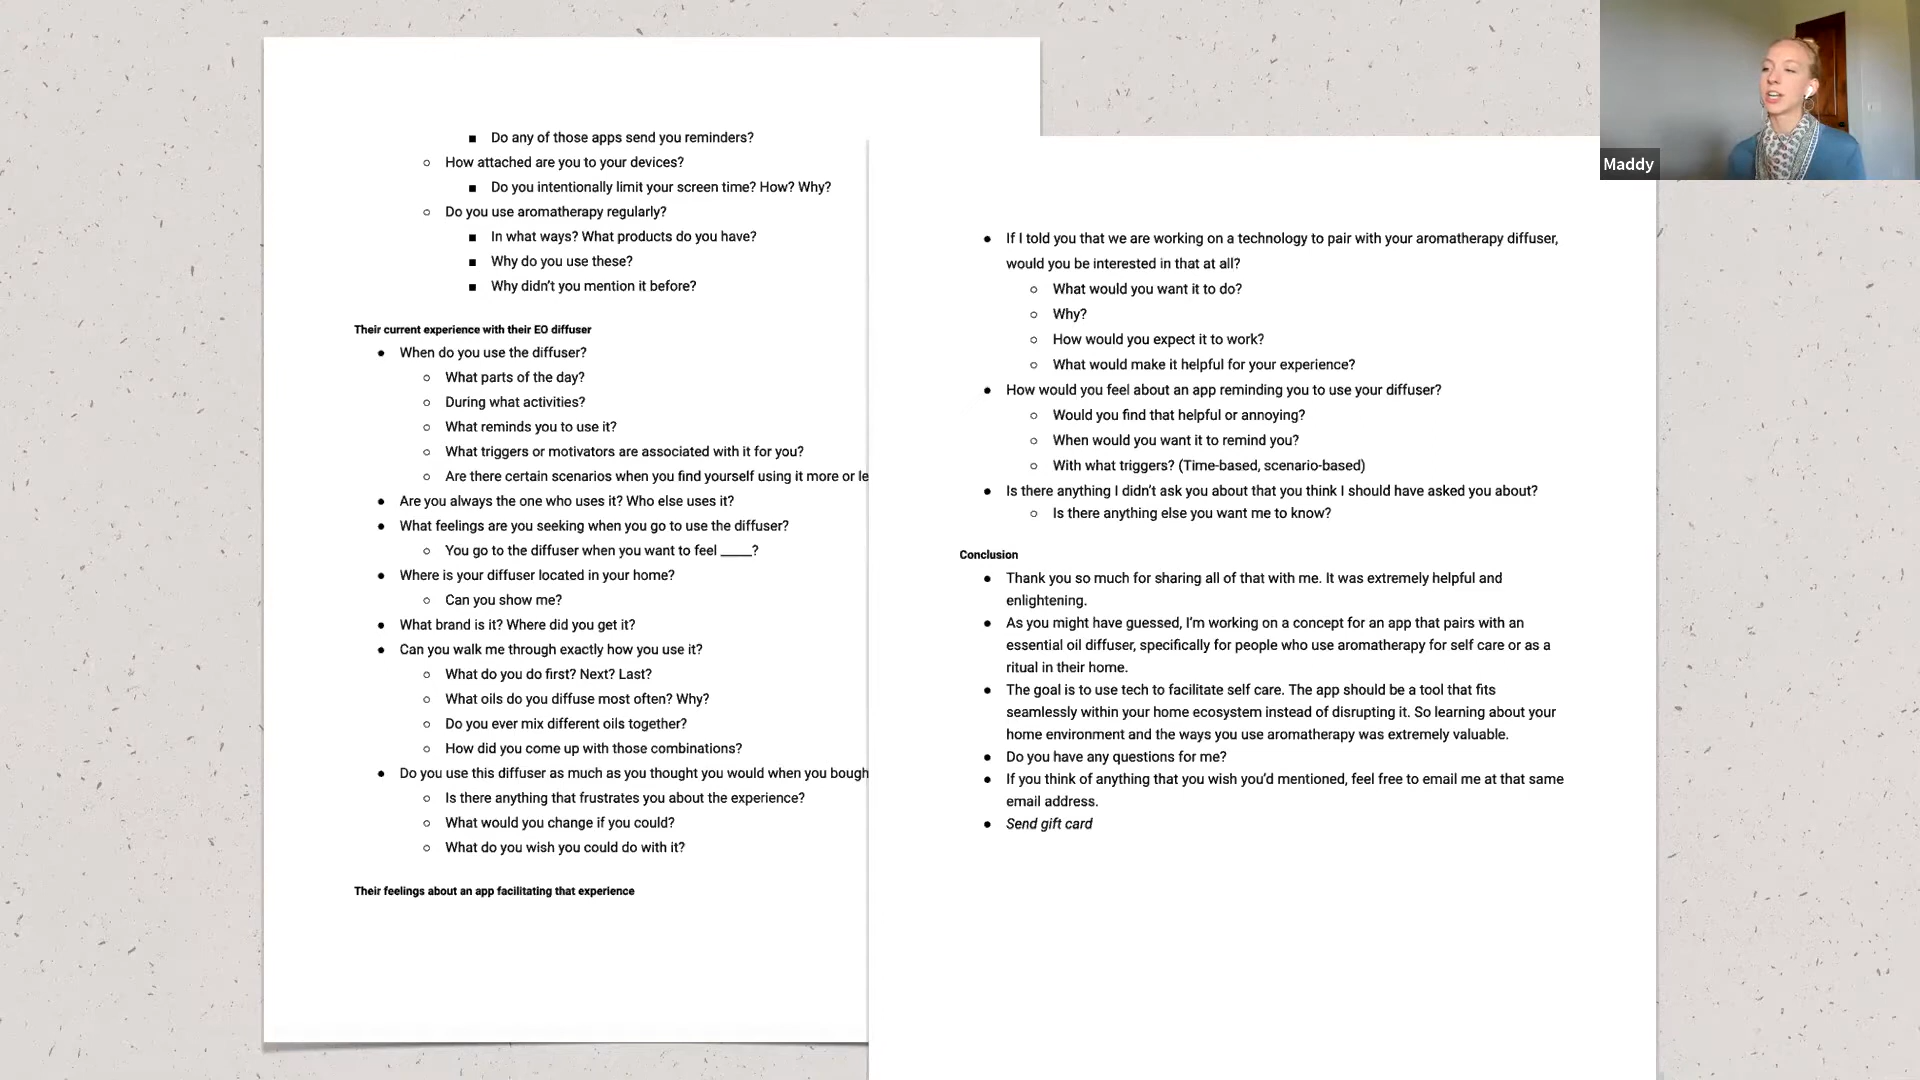 Do any of those apps send you reminders?
How attached are you to your devices?
Do you intentionally limit your screen time? How? Why?
Do you use aromatherapy regularly?
In what ways? What products do you have?
Why do you use these?
Why didn't you mention it before?
Their current experience with their EO diffuser
When do you use the diffuser?
What parts of the day?
During what activities?
What reminds you to use it?
What triggers or motivators are associated with it for you?
Are there certain scenarios when you find yourself using it more or le
Are you always the one who uses it? Who else uses it?
What feelings are you seeking when you go to use the diffuser?
You go to the diffuser when you want to feel _____?
Where is your diffuser located in your home?
Can you show me?
What brand is it? Where did you get it?
Can you walk me through exactly how you use it?
What do you do first? Next? Last?
What oils do you diffuse most often? Why?
Do you ever mix different oils together?
How did you come up with those combinations?
Do you use this diffuser as much as you thought you would when you bough
Is there anything that frustrates you about the experience?
What would you change if you could?
What do you wish you could do with it?
Their feelings about an app facilitating that experience
If I told you that we are working on a technology to pair with your aromatherapy diffuser,
would you be interested in that at all?
What would you want it to do?
Why?
How would you expect it to work?
What would make it helpful for your experience?
How would you feel about an app reminding you to use your diffuser?
Would you find that helpful or annoying?
When would you want it to remind you?
With what triggers? (Time-based, scenario-based)
Is there anything I didn't ask you about that you think I should have asked you about?
Is there anything else you want me to know?
Conclusion
Thank you so much for sharing all of that with me. It was extremely helpful and
enlightening.
As you might have guessed, I'm working on a concept for an app that pairs with an
essential oil diffuser, specifically for people who use aromatherapy for self care or as a
ritual in their home.
The goal is to use tech to facilitate self care. The app should be a tool that fits
seamlessly within your home ecosystem instead of disrupting it. So learning about your
home environment and the ways you use aromatherapy was extremely valuable.
Do you have any questions for me?
If you think of anything that you wish you'd mentioned, feel free to email me at that same
email address.
Send gift card
Maddy